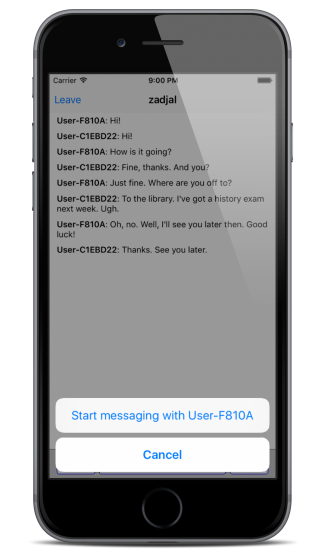 Carrier 9:00 PM
Leave zadjal
User-F810A: Hi!
User-C1EBD22: Hi!
User-F810A: How is it going?
User-C1EBD22: Fine, thanks. And you?
User-F810A: Just fine. Where are you off to?
User-C1EBD22: To the library. I've got a history exam
next week. Ugh.
User-F810A: Oh, no. Well, I'll see you later then. Good
luck!
User-C1EBD22: Thanks. See you later.
Start messaging with User-F810A
Cancel